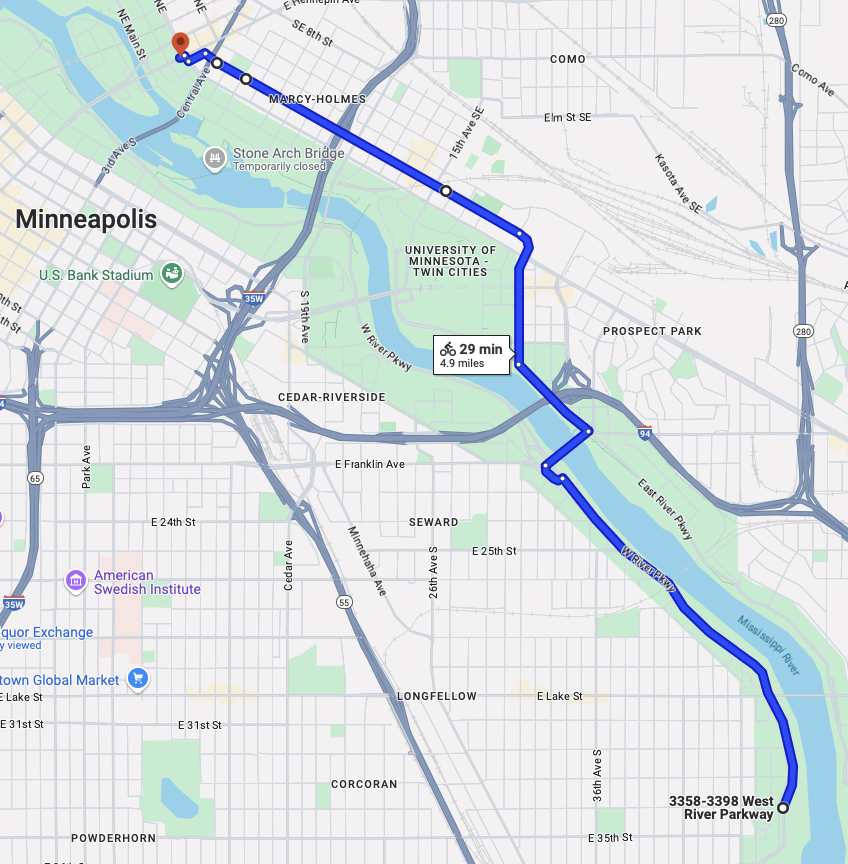 E Hennepin Ave
NE Main St
NE
NE
SE 8th St
280
COMO
Como Ave
Central Ave
MARCY-HOLMES
15th Ave SE
Elm St SE
3rd Ave S
Stone Arch Bridge
Temporarily closed
Kasota Ave SE
Minneapolis
UNIVERSITY OF
MINNESOTA -
TWIN CITIES
U.S. Bank Stadium
35W
S 19th Ave
W River Pkwy
PROSPECT PARK
280
29 min
4.9 miles
CEDAR-RIVERSIDE
94
Park Ave
E Franklin Ave
65
East River Pkwy
E 24th St
SEWARD
Minnehaha Ave
Cedar Ave
26th Ave S
E 25th St
W River Pkwy
American
Swedish Institute
35W
55
Mississippi River
quor Exchange
y viewed
town Global Market
E Lake St
LONGFELLOW
E Lake St
E 31st St
E 31st St
CORCORAN
36th Ave S
3358-3398 West
River Parkway
POWDERHORN
E 35th St